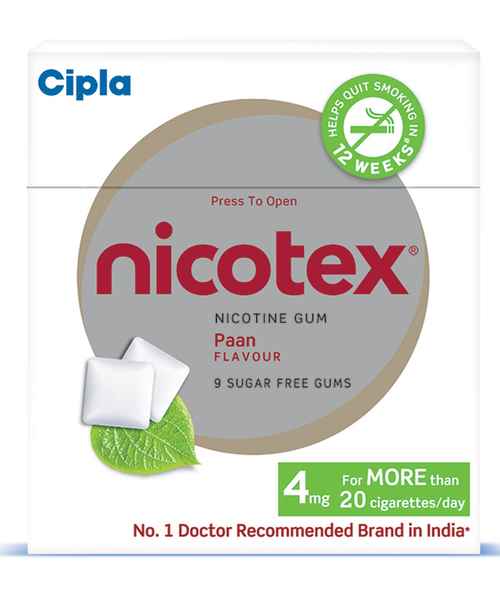 Cipla
HELPS QUIT SMOKING IN
12 WEEKS*
Press To Open
nicotex®
NICOTINE GUM
Paan
FLAVOUR
9 SUGAR FREE GUMS
4mg
For MORE than
20 cigarettes/day
No. 1 Doctor Recommended Brand in India*